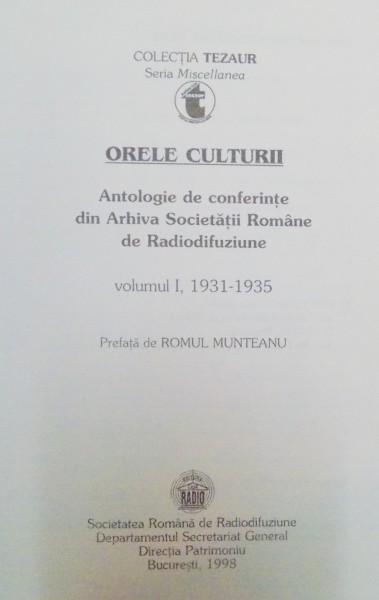 COLECȚIA TEZAUR
Seria Miscellanea
t
ORELE CULTURII
Antologie de conferințe
din Arhiva Societății Române
de Radiodifuziune
volumul I, 1931-1935
Prefață de ROMUL MUNTEANU
RADIO
Societatea Română de Radiodifuziune
Departamentul Secretariat General
Direcția Patrimoniu
București, 1998